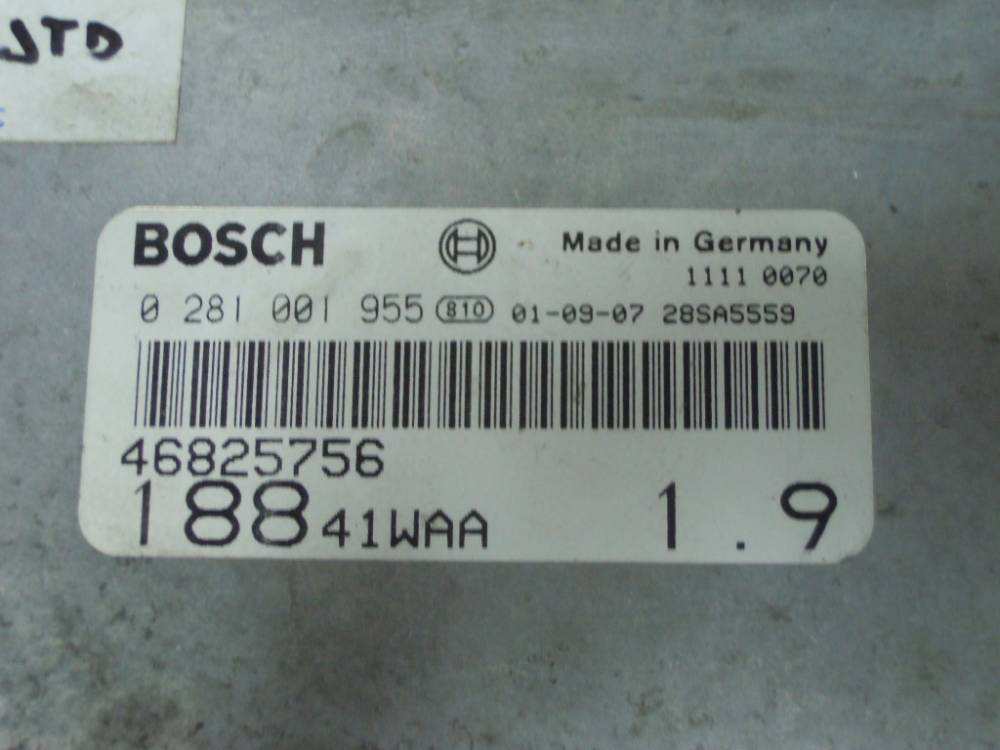 JTD
BOSCH Made in Germany
1111 0070
0 281 001 955 810 01-09-07 28SA5559
46825756
188 41WAA 1.9